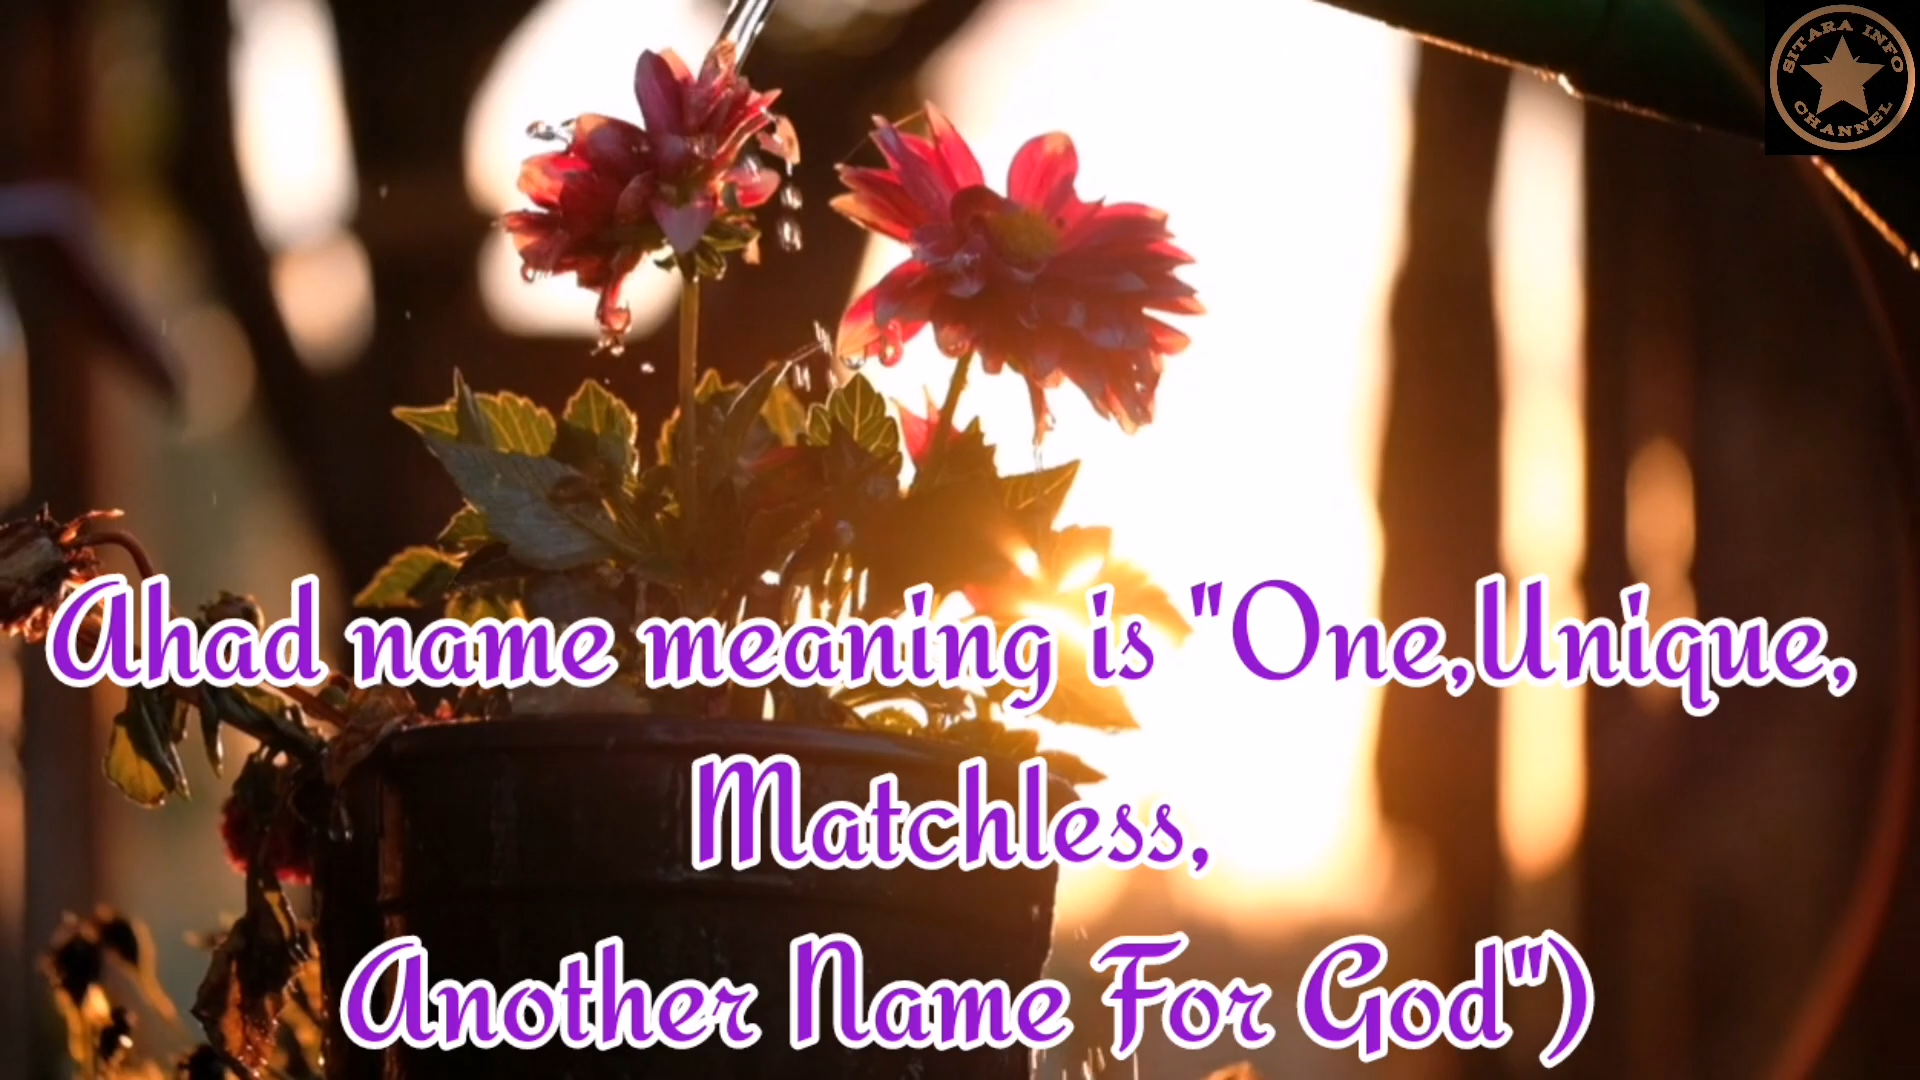 SITARA INFO
CHANNEL
Ahad name meaning is "One,Unique,
Matchless,
Another Name For God")